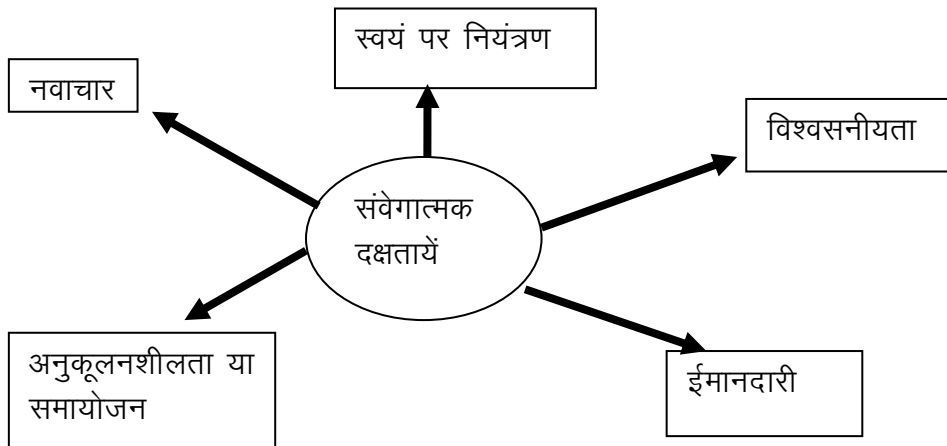 स्वयं पर नियंत्रण
नवाचार
विश्वसनीयता
संवेगात्मक
दक्षतायें
अनुकूलनशीलता या
समायोजन
ईमानदारी